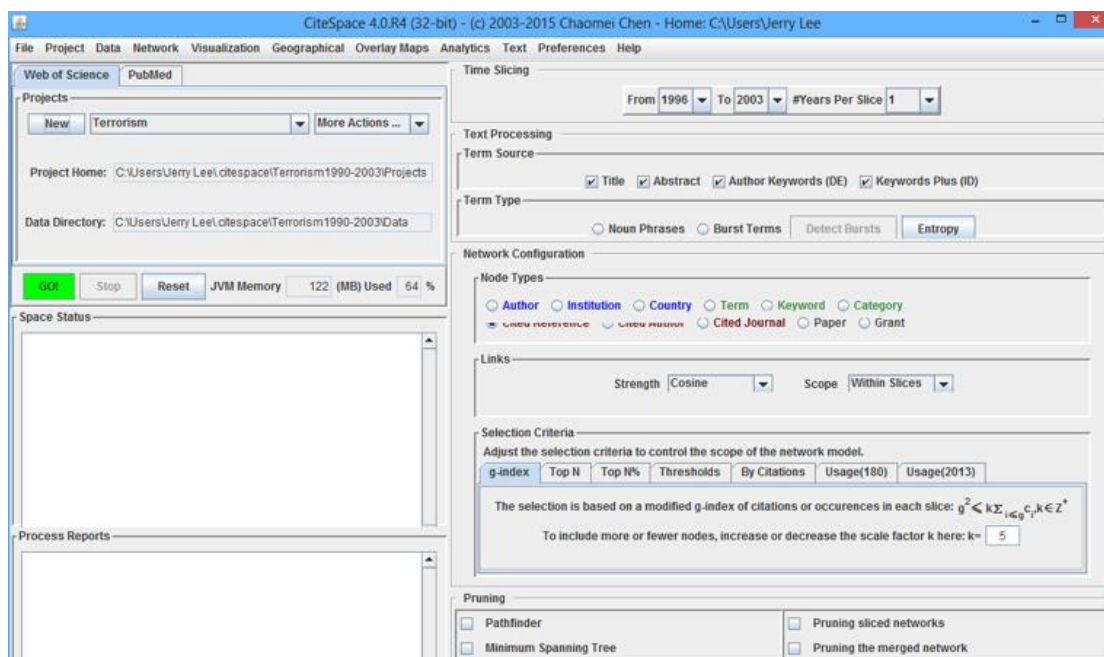 CiteSpace 4.0.R4 (32-bit) - (c) 2003-2015 Chaomei Chen - Home: C:\Users\Jerry Lee
File Project Data Network Visualization Geographical Overlay Maps Analytics Text Preferences Help
Web of Science PubMed
Projects
New Terrorism More Actions ...
Project Home: C:\Users\Jerry Lee\.citespace\Terrorism1990-2003\Projects
Data Directory: C:\Users\Jerry Lee\.citespace\Terrorism1990-2003\Data
GO! Stop Reset JVM Memory 122 (MB) Used 64 %
Space Status
Process Reports
Time Slicing
From 1996 To 2003 #Years Per Slice 1
Text Processing
Term Source
Title Abstract Author Keywords (DE) Keywords Plus (ID)
Term Type
Noun Phrases Burst Terms Detect Bursts Entropy
Network Configuration
Node Types
Author Institution Country Term Keyword Category
Cited Reference Cited Author Cited Journal Paper Grant
Links
Strength Cosine Scope Within Slices
Selection Criteria
Adjust the selection criteria to control the scope of the network model.
g-index Top N Top N% Thresholds By Citations Usage(180) Usage(2013)
The selection is based on a modified g-index of citations or occurences in each slice: g² ≤ k Σ i≤g c i, k ∈ Z⁺
To include more or fewer nodes, increase or decrease the scale factor k here: k= 5
Pruning
Pathfinder Pruning sliced networks
Minimum Spanning Tree Pruning the merged network